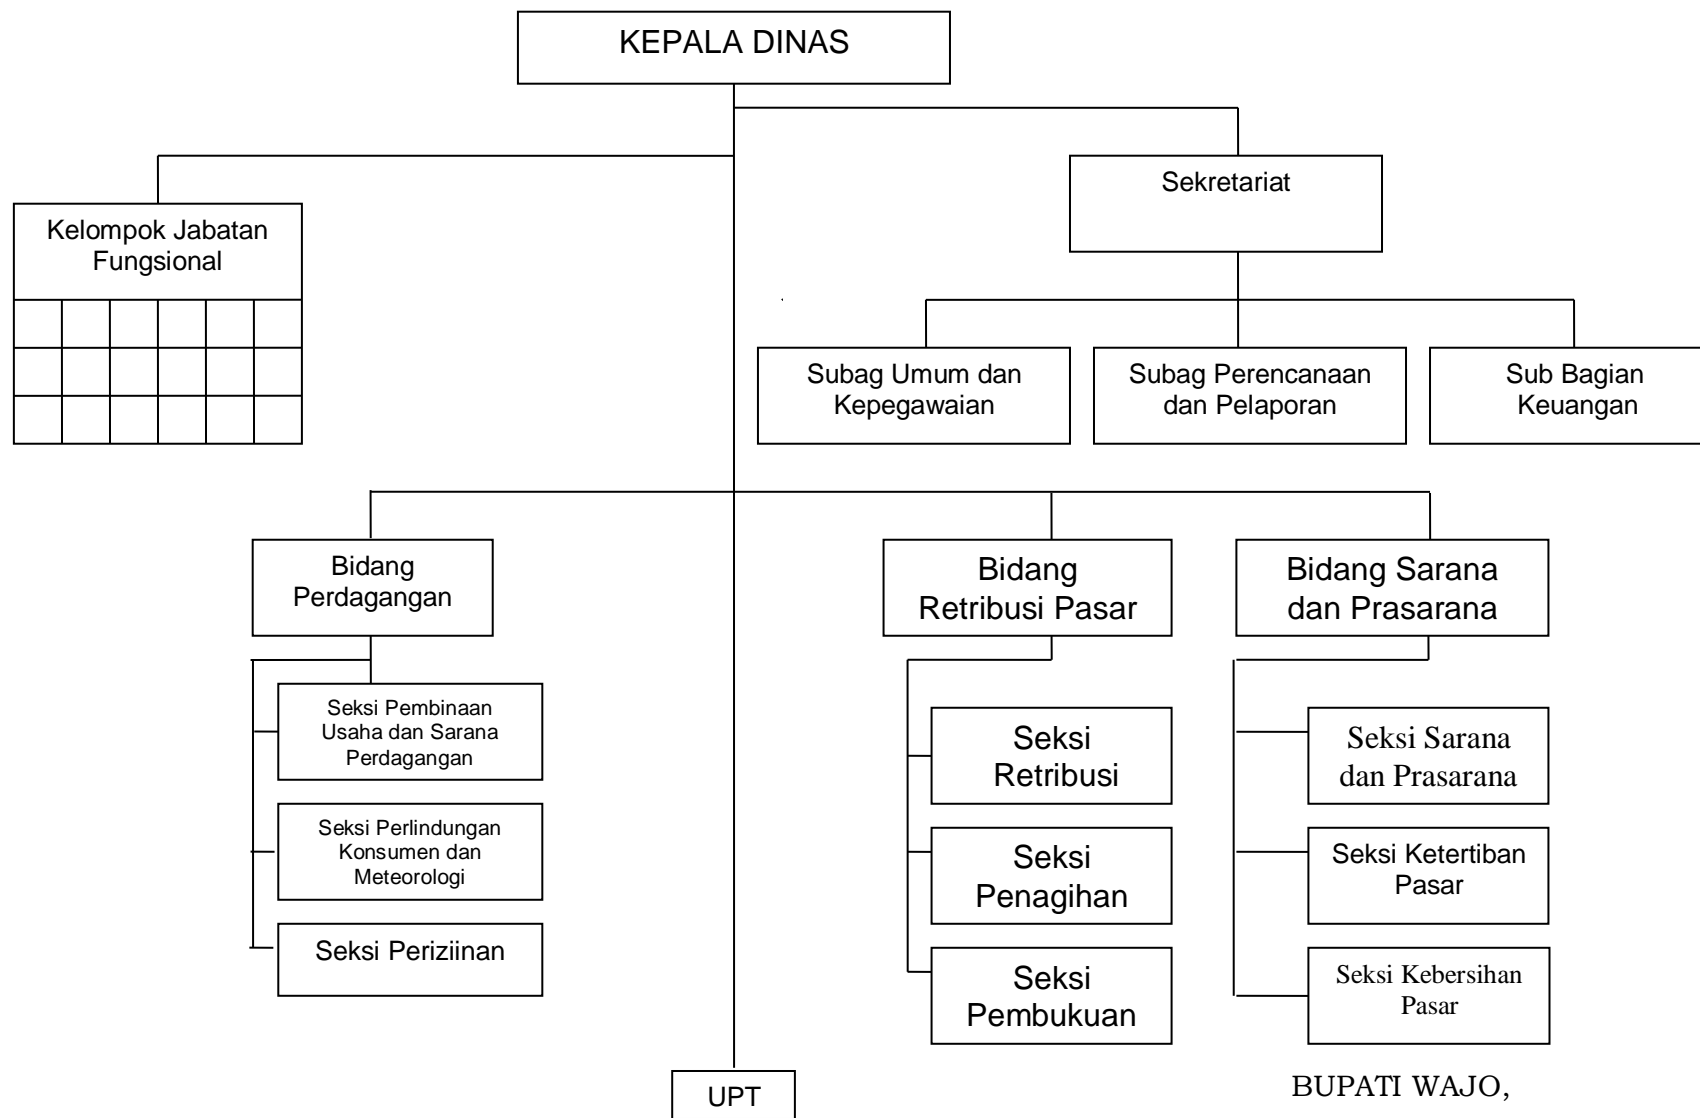 KEPALA DINAS
Sekretariat
Kelompok Jabatan
Fungsional
Subag Umum dan
Kepegawaian
Subag Perencanaan
dan Pelaporan
Sub Bagian
Keuangan
Bidang
Perdagangan
Seksi Pembinaan
Usaha dan Sarana
Perdagangan
Seksi Perlindungan
Konsumen dan
Meteorologi
Seksi Periziinan
Bidang
Retribusi Pasar
Seksi
Retribusi
Seksi
Penagihan
Seksi
Pembukuan
Bidang Sarana
dan Prasarana
Seksi Sarana
dan Prasarana
Seksi Ketertiban
Pasar
Seksi Kebersihan
Pasar
UPT
BUPATI WAJO,